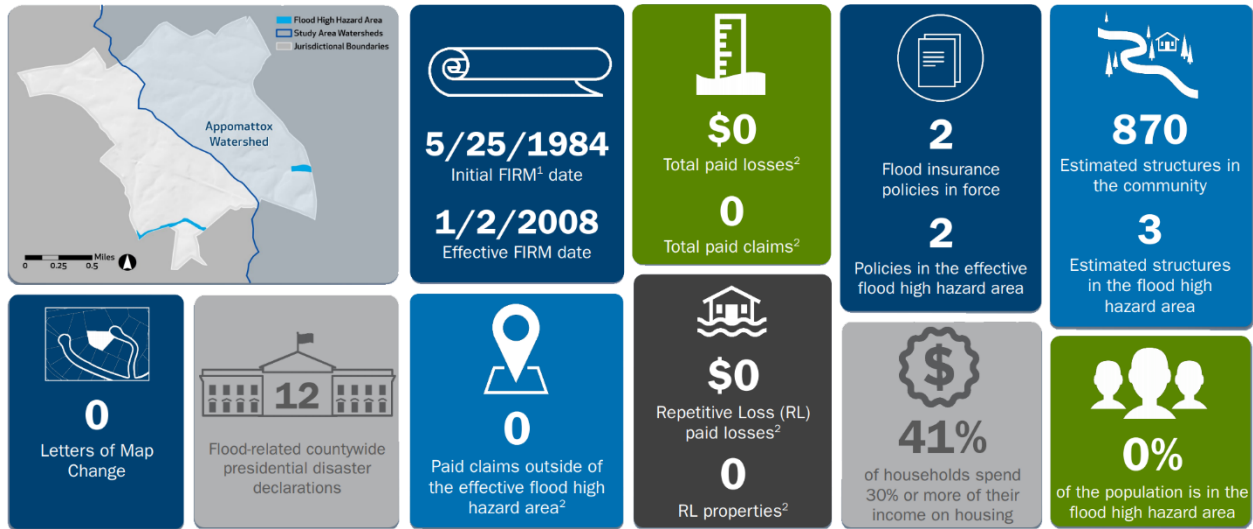 Flood High Hazard Area
Study Area Watersheds
Jurisdictional Boundaries
Appomattox
Watershed
Miles
0 0.25 0.5
5/25/1984
Initial FIRM¹ date
1/2/2008
Effective FIRM date
$0
Total paid losses²
0
Total paid claims²
2
Flood insurance
policies in force
2
Policies in the effective
flood high hazard area
870
Estimated structures in
the community
3
Estimated structures
in the flood high
hazard area
0
Letters of Map
Change
12
Flood-related countywide
presidential disaster
declarations
0
Paid claims outside of
the effective flood high
hazard area²
$0
Repetitive Loss (RL)
paid losses²
0
RL properties²
$
41%
of households spend
30% or more of their
income on housing
0%
of the population is in the
flood high hazard area